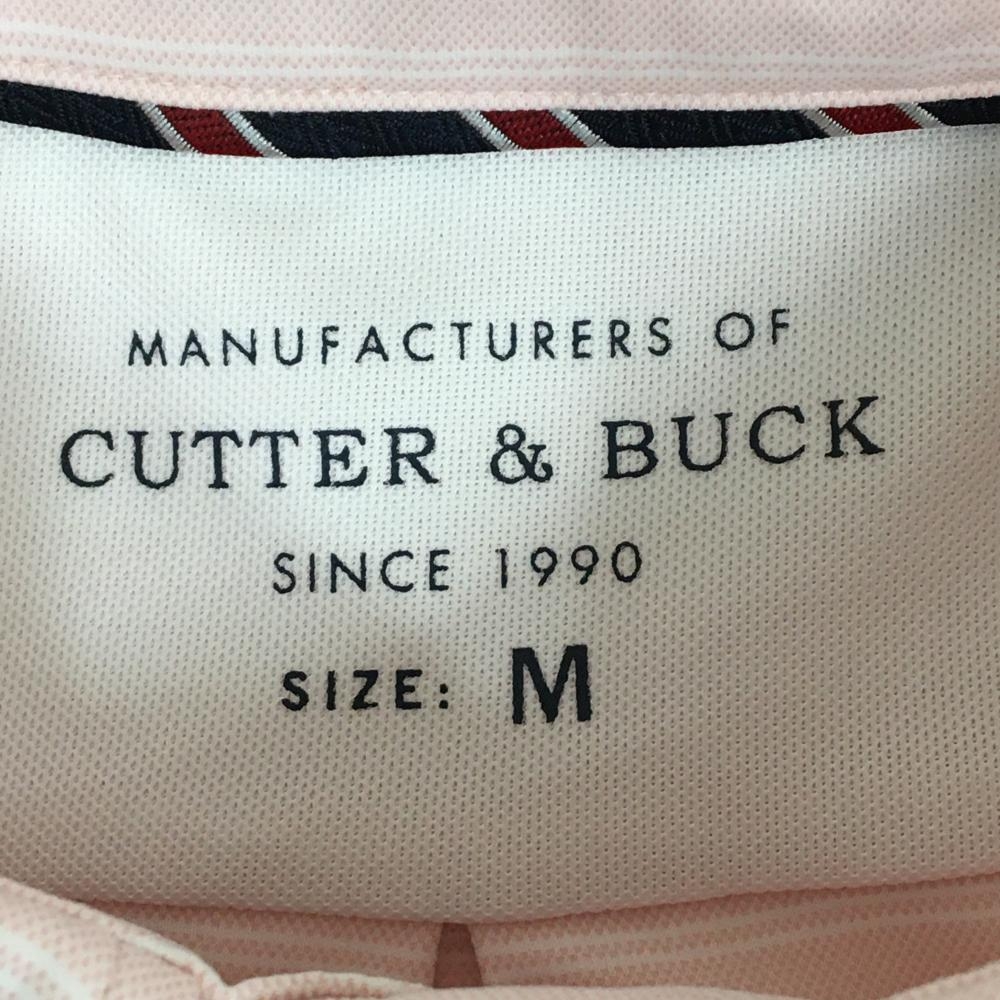 MANUFACTURERS OF
CUTTER & BUCK
SINCE 1990
SIZE: M